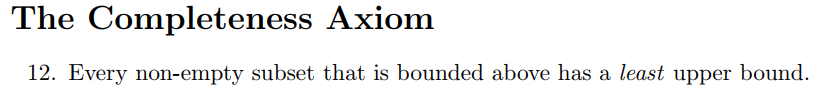 The Completeness Axiom
12. Every non-empty subset that is bounded above has a least upper bound.